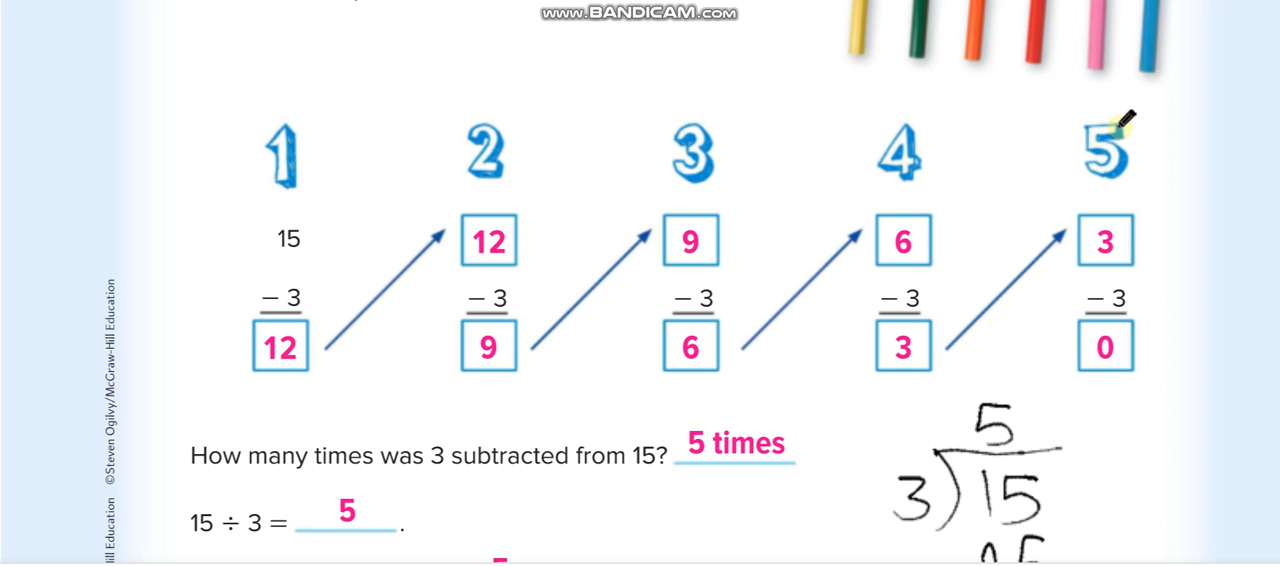 www.BANDICAM.com
1 2 3 4 5
15 12 9 6 3
− 3 − 3 − 3 − 3 − 3
12 9 6 3 0
How many times was 3 subtracted from 15? 5 times
15 ÷ 3 = 5 .
5
3)15
©Steven Ogilvy/McGraw-Hill Education
Education